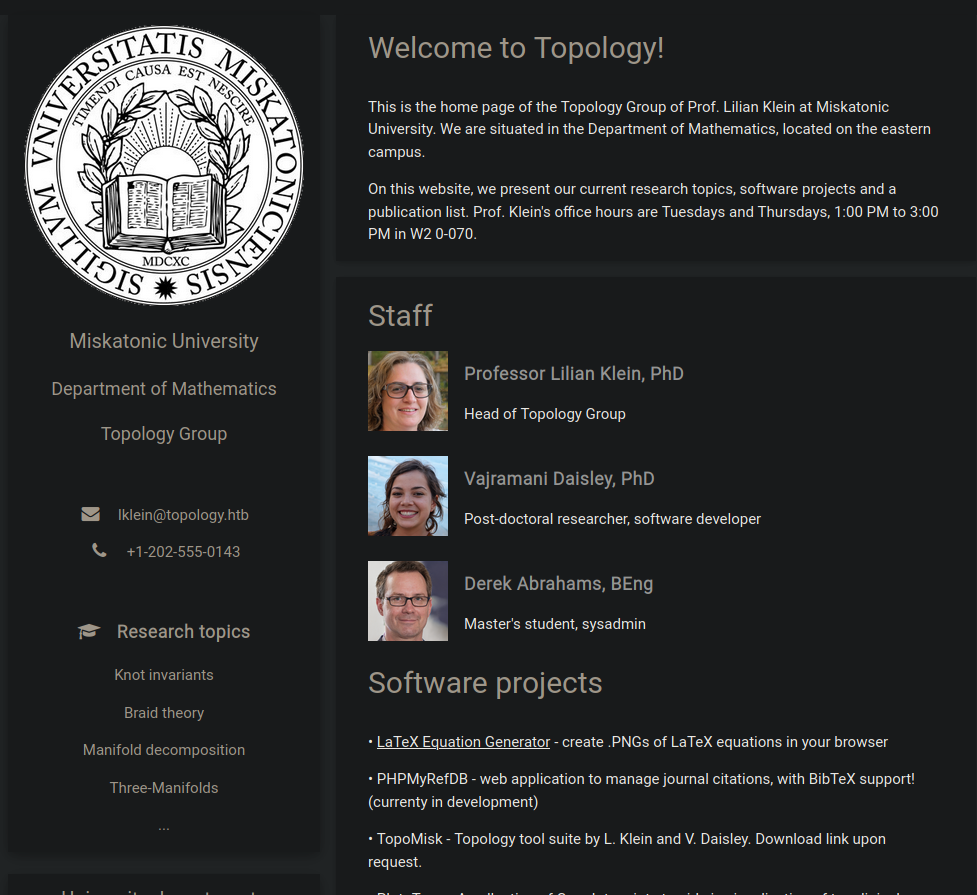 SIGILLVM VNIVERSITATIS MISKATONICIENSIS
TIMENDI CAUSA EST NESCIRE
MDCXC
Miskatonic University
Department of Mathematics
Topology Group
lklein@topology.htb
+1-202-555-0143
Research topics
Knot invariants
Braid theory
Manifold decomposition
Three-Manifolds
...
Welcome to Topology!
This is the home page of the Topology Group of Prof. Lilian Klein at Miskatonic
University. We are situated in the Department of Mathematics, located on the eastern
campus.
On this website, we present our current research topics, software projects and a
publication list. Prof. Klein's office hours are Tuesdays and Thursdays, 1:00 PM to 3:00
PM in W2 0-070.
Staff
Professor Lilian Klein, PhD
Head of Topology Group
Vajramani Daisley, PhD
Post-doctoral researcher, software developer
Derek Abrahams, BEng
Master's student, sysadmin
Software projects
• LaTeX Equation Generator - create .PNGs of LaTeX equations in your browser
• PHPMyRefDB - web application to manage journal citations, with BibTeX support!
(currenty in development)
• TopoMisk - Topology tool suite by L. Klein and V. Daisley. Download link upon
request.